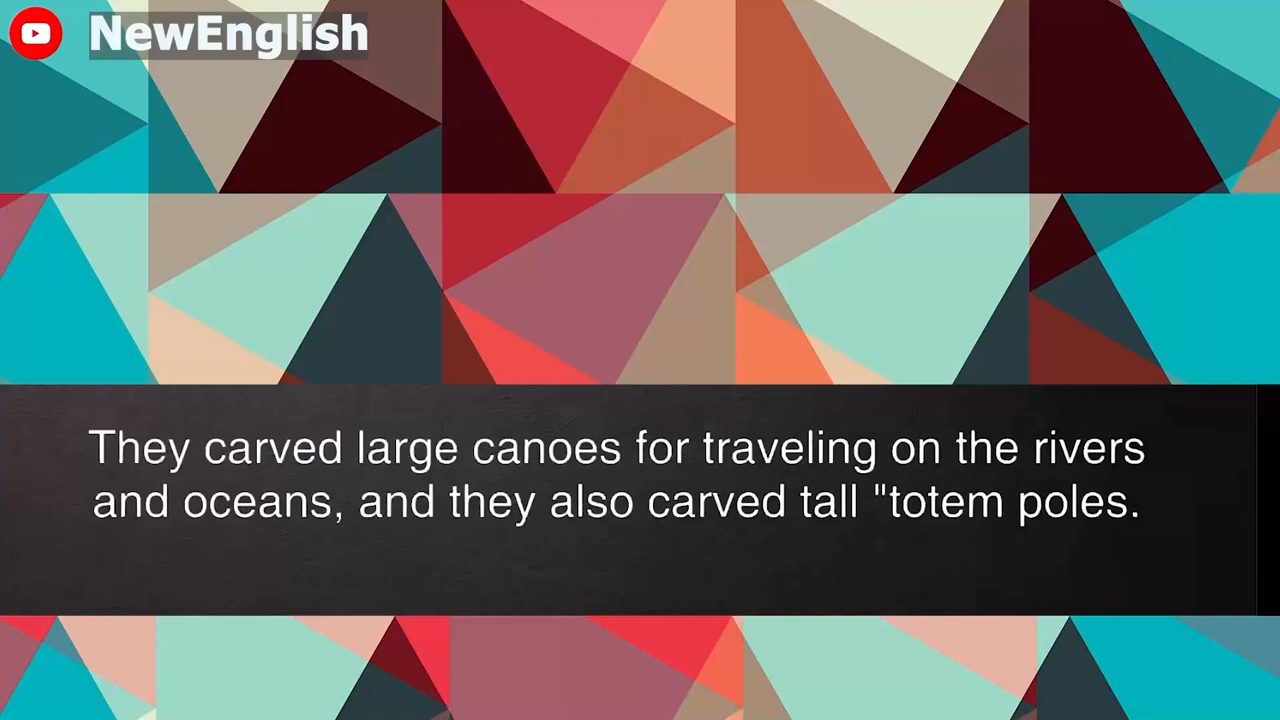 NewEnglish
They carved large canoes for traveling on the rivers
and oceans, and they also carved tall "totem poles.